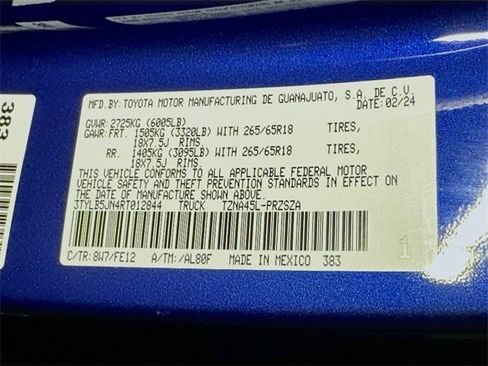 MFD.BY:TOYOTA MOTOR MANUFACTURING DE GUANAJUATO, S.A. DE C.V.
DATE:02/24
GVWR:2725KG (6005LB)
GAWR:FRT. 1505KG (3320LB) WITH 265/65R18 TIRES,
18X7.5J RIMS.
RR. 1405KG (3095LB) WITH 265/65R18 TIRES,
18X7.5J RIMS.
THIS VEHICLE CONFORMS TO ALL APPLICABLE FEDERAL MOTOR
VEHICLE SAFETY AND THEFT PREVENTION STANDARDS IN EFFECT
ON THE DATE OF MANUFACTURE SHOWN ABOVE.
3TYLB5JN4RT012844 TRUCK TZNA45L-PRZSZA
C/TR:8W7/FE12 A/TM:/AL80F MADE IN MEXICO 383
1
383